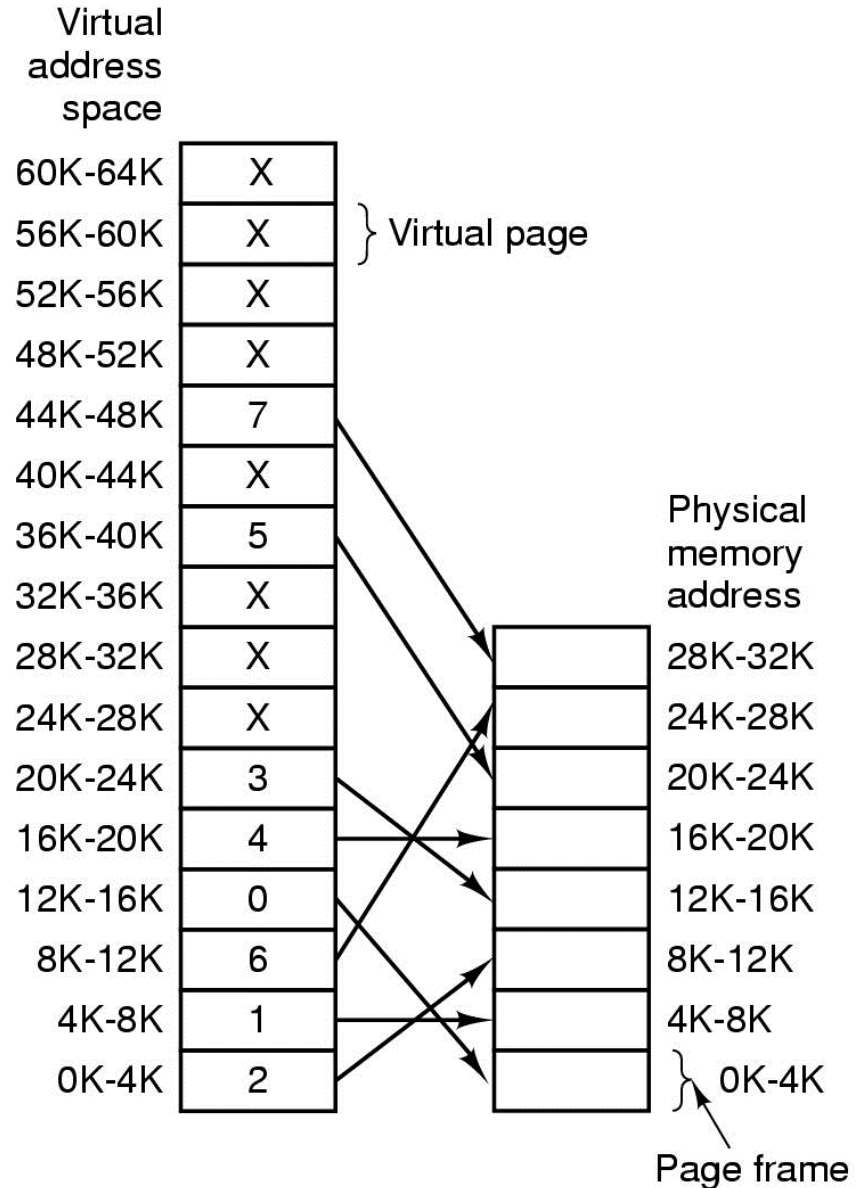 Virtual
address
space
60K-64K X
56K-60K X Virtual page
52K-56K X
48K-52K X
44K-48K 7
40K-44K X
36K-40K 5
32K-36K X
28K-32K X
24K-28K X
20K-24K 3
16K-20K 4
12K-16K 0
8K-12K 6
4K-8K 1
0K-4K 2
Physical
memory
address
28K-32K
24K-28K
20K-24K
16K-20K
12K-16K
8K-12K
4K-8K
0K-4K
Page frame